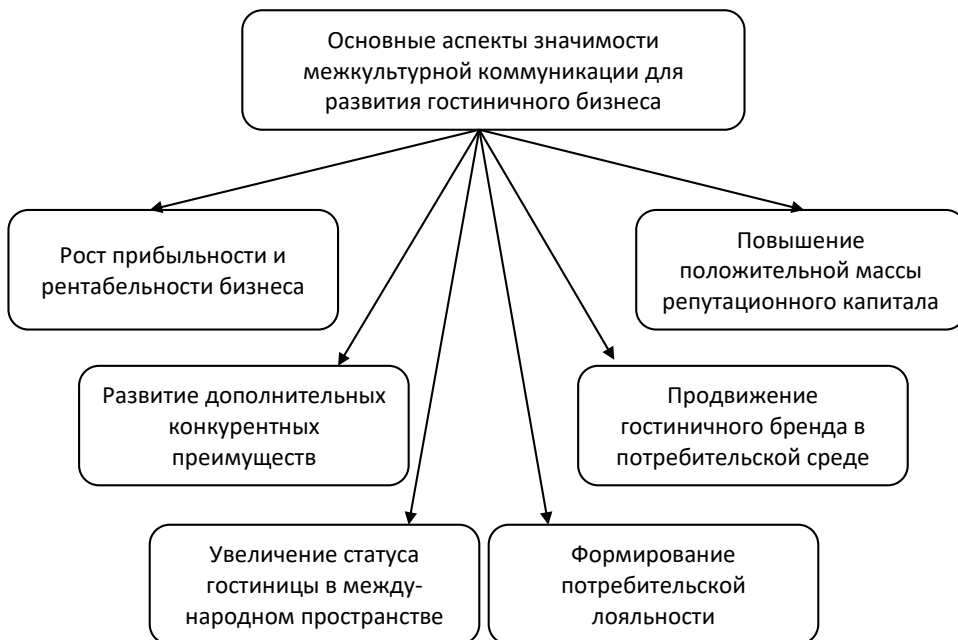 Основные аспекты значимости
межкультурной коммуникации для
развития гостиничного бизнеса
Рост прибыльности и
рентабельности бизнеса
Повышение
положительной массы
репутационного капитала
Развитие дополнительных
конкурентных
преимуществ
Продвижение
гостиничного бренда в
потребительской среде
Увеличение статуса
гостиницы в между-
народном пространстве
Формирование
потребительской
лояльности